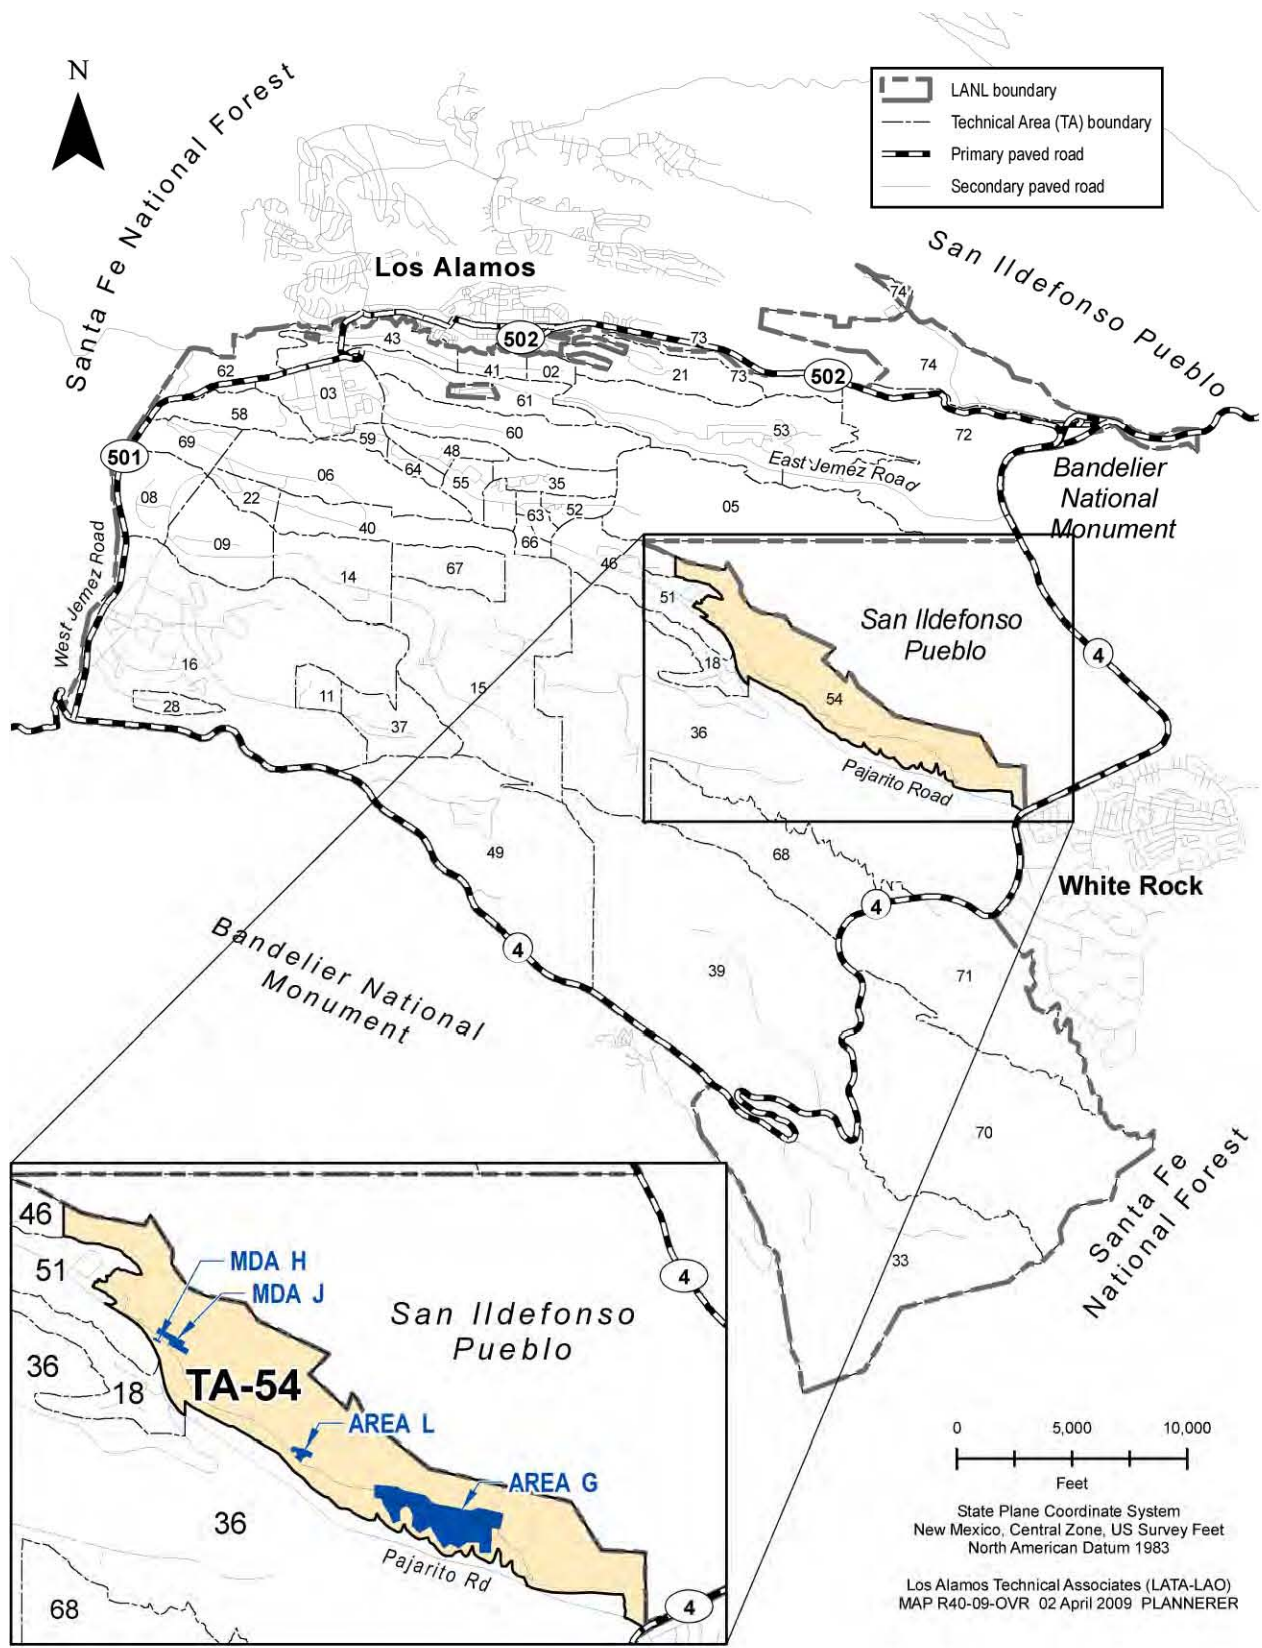 N
LANL boundary
Technical Area (TA) boundary
Primary paved road
Secondary paved road
Santa Fe National Forest
San Ildefonso Pueblo
Los Alamos
74
43
502
73
62
41
02
21
73
502
74
03
61
58
60
53
72
69
59
48
501
64
East Jemez Road
Bandelier
National
Monument
06
55
35
08
22
63
52
05
40
66
09
46
14
67
51
San Ildefonso
Pueblo
West Jemez Road
18
4
16
15
54
11
28
37
36
Pajarito Road
49
68
White Rock
4
Bandelier National
Monument
4
39
71
70
Santa Fe
National Forest
33
46
51
MDA H
MDA J
4
San Ildefonso
Pueblo
36
18
TA-54
AREA L
AREA G
36
Pajarito Rd
68
4
0 5,000 10,000
Feet
State Plane Coordinate System
New Mexico, Central Zone, US Survey Feet
North American Datum 1983
Los Alamos Technical Associates (LATA-LAO)
MAP R40-09-OVR 02 April 2009 PLANNERER